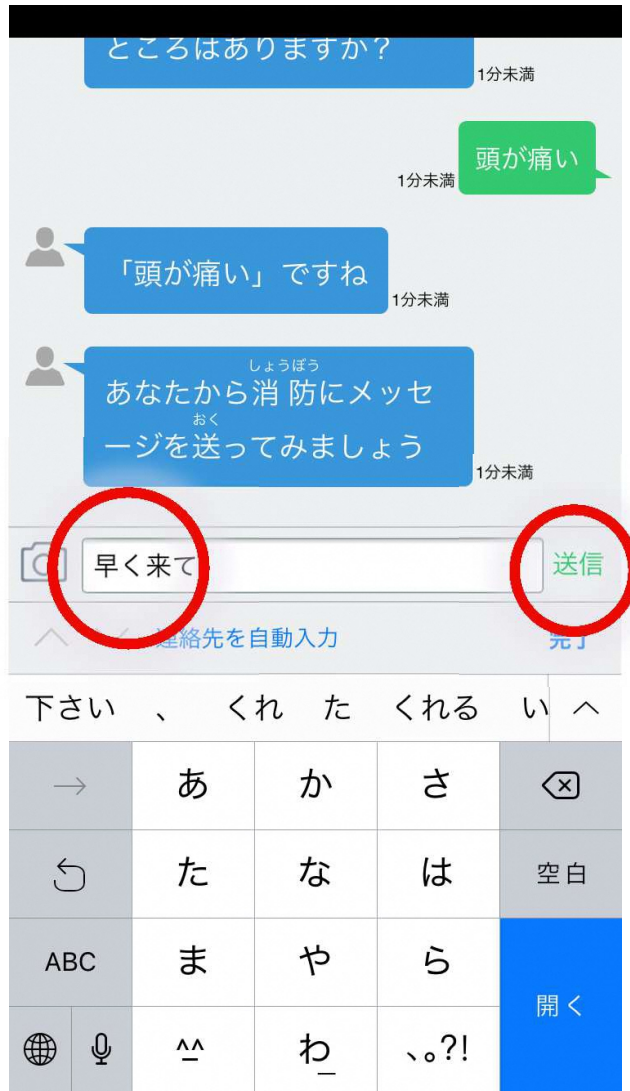 ところはありますか?
1分未満
頭が痛い
1分未満
「頭が痛い」ですね
1分未満
しょうぼう
あなたから消防にメッセ
おく
ージを送ってみましょう
1分未満
早く来て
送信
連絡先を自動入力
完了
下さい 、 くれ た くれる い
→ あ か さ
た な は 空白
ABC ま や ら
開く
^^ わ 、。?!